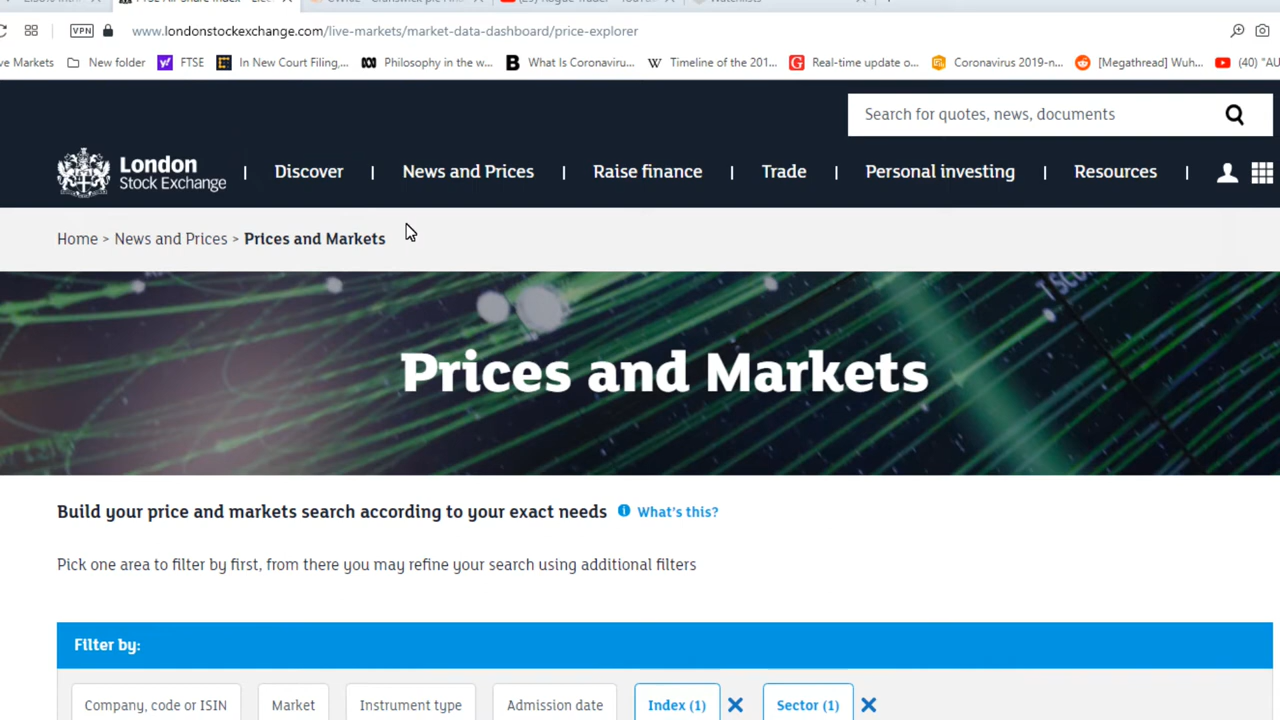 VPN www.londonstockexchange.com/live-markets/market-data-dashboard/price-explorer
ve Markets New folder FTSE In New Court Filing,... Philosophy in the w... What Is Coronaviru... Timeline of the 201... Real-time update o... Coronavirus 2019-n... [Megathread] Wuh... (40) "AU
Search for quotes, news, documents
London
Stock Exchange
Discover | News and Prices | Raise finance | Trade | Personal investing | Resources
Home > News and Prices > Prices and Markets
T SCO
Prices and Markets
Build your price and markets search according to your exact needs What's this?
Pick one area to filter by first, from there you may refine your search using additional filters
Filter by:
Company, code or ISIN Market Instrument type Admission date Index (1) Sector (1)